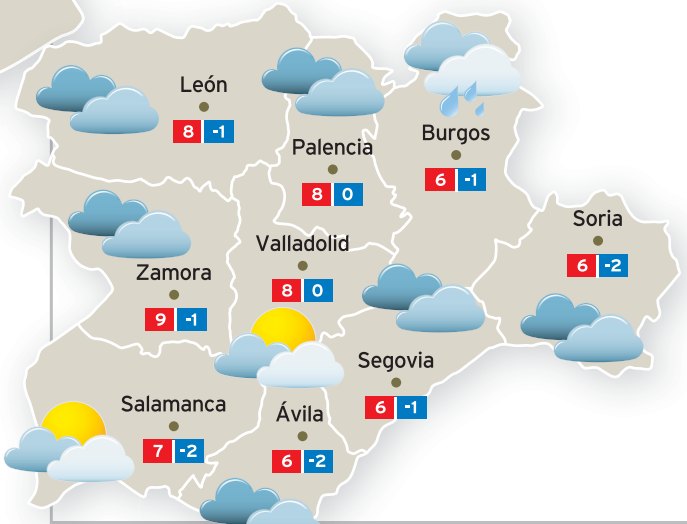 León
8 -1
Palencia
8 0
Burgos
6 -1
Soria
6 -2
Zamora
9 -1
Valladolid
8 0
Segovia
6 -1
Salamanca
7 -2
Ávila
6 -2